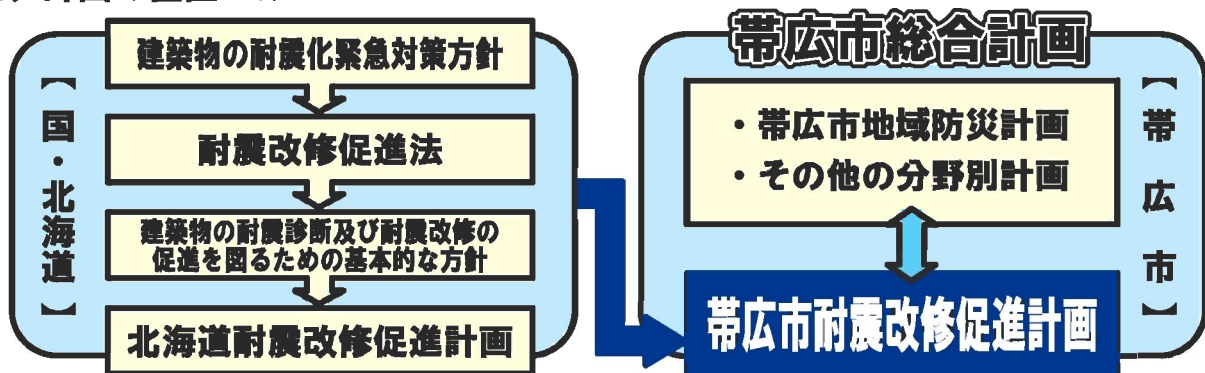 【国・北海道】
建築物の耐震化緊急対策方針
耐震改修促進法
建築物の耐震診断及び耐震改修の
促進を図るための基本的な方針
北海道耐震改修促進計画
帯広市総合計画
・帯広市地域防災計画
・その他の分野別計画
帯広市耐震改修促進計画
【帯広市】